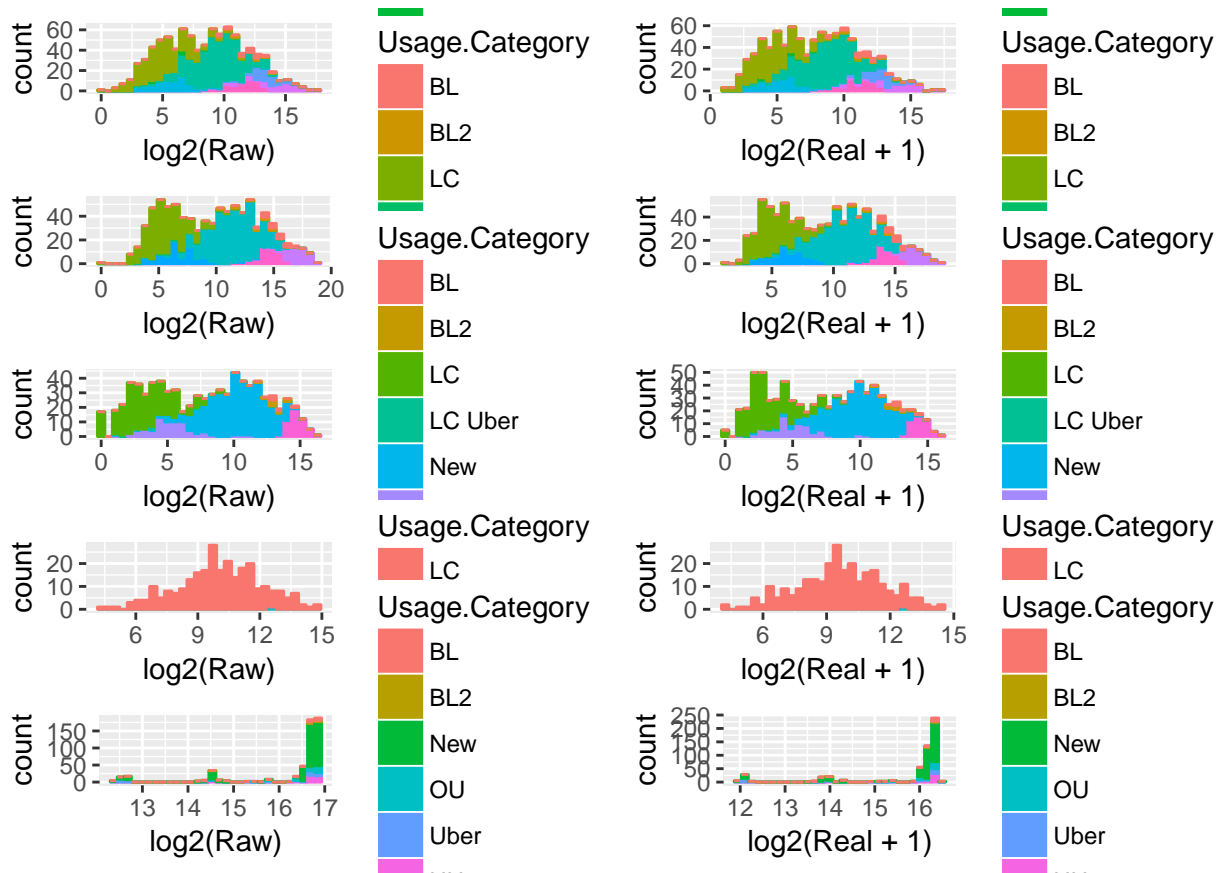 count
60
40
20
0
0 5 10 15
log2(Raw)
Usage.Category
BL
BL2
LC
count
60
40
20
0
0 5 10 15
log2(Real + 1)
Usage.Category
BL
BL2
LC
count
40
20
0
0 5 10 15 20
log2(Raw)
Usage.Category
BL
BL2
LC
LC Uber
New
count
40
20
0
5 10 15
log2(Real + 1)
Usage.Category
BL
BL2
LC
LC Uber
New
count
40
30
20
10
0
0 5 10 15
log2(Raw)
count
50
40
30
20
10
0
0 5 10 15
log2(Real + 1)
count
20
10
0
6 9 12 15
log2(Raw)
Usage.Category
LC
count
20
10
0
6 9 12 15
log2(Real + 1)
Usage.Category
LC
count
150
100
50
0
13 14 15 16 17
log2(Raw)
Usage.Category
BL
BL2
New
OU
Uber
count
250
200
150
100
50
0
12 13 14 15 16
log2(Real + 1)
Usage.Category
BL
BL2
New
OU
Uber